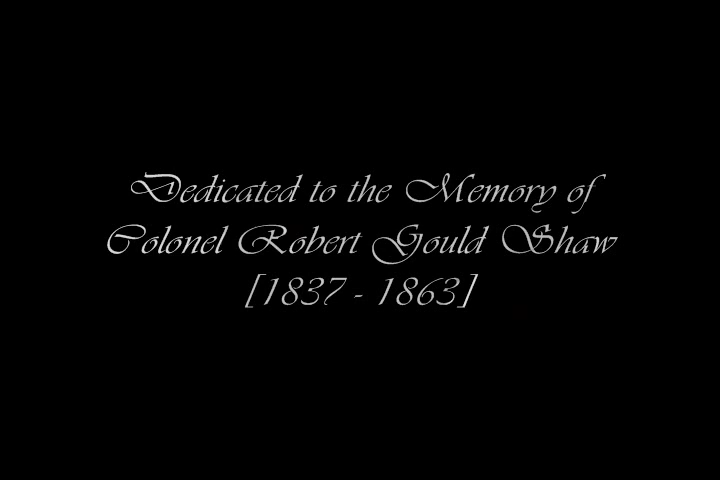 Dedicated to the Memory of
Colonel Robert Gould Shaw
[1837 - 1863]